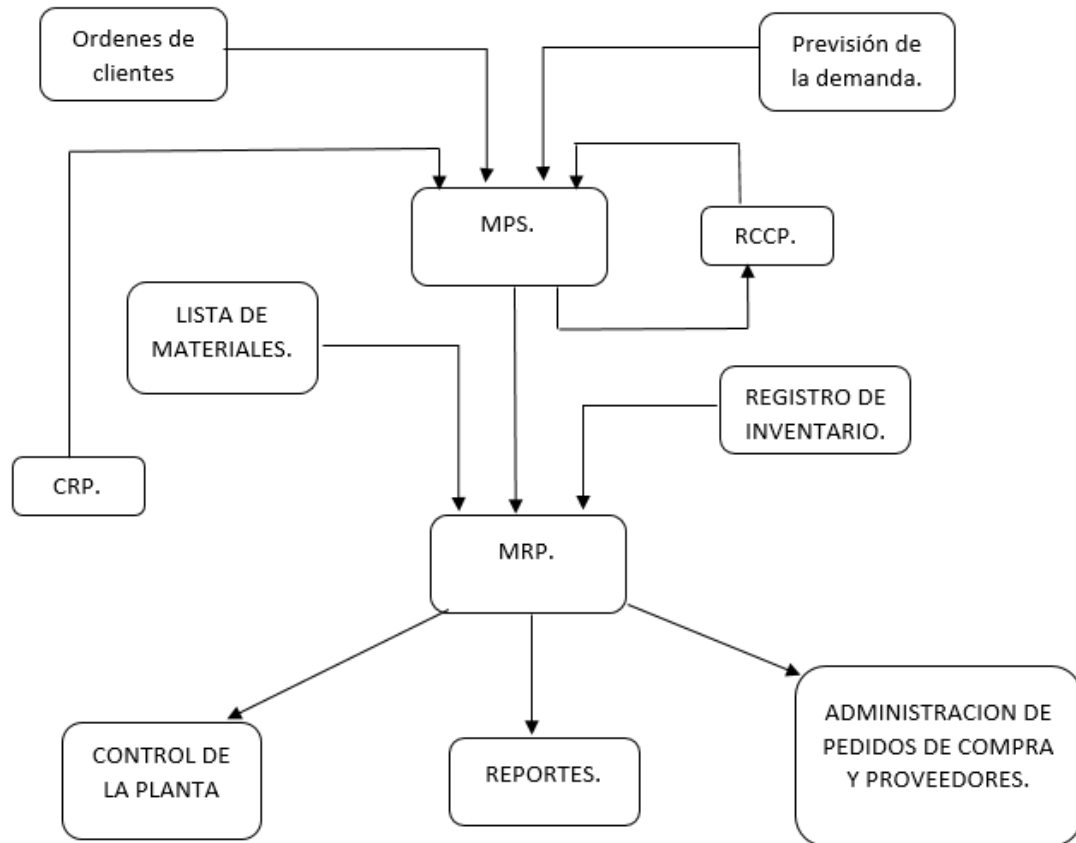 Ordenes de
clientes
Previsión de
la demanda.
MPS.
RCCP.
LISTA DE
MATERIALES.
REGISTRO DE
INVENTARIO.
CRP.
MRP.
CONTROL DE
LA PLANTA
REPORTES.
ADMINISTRACION DE
PEDIDOS DE COMPRA
Y PROVEEDORES.